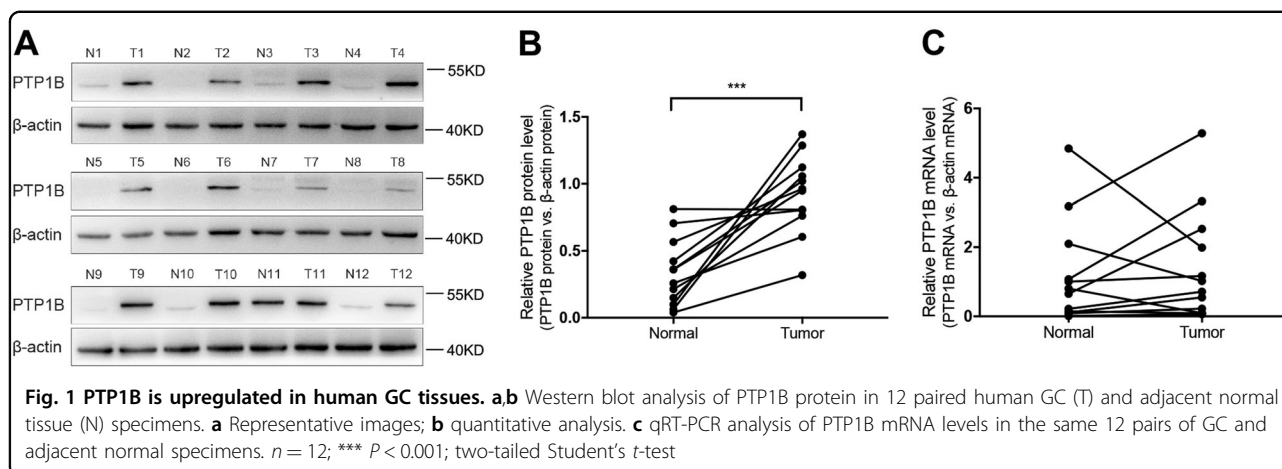 A
N1 T1 N2 T2 N3 T3 N4 T4
PTP1B
55KD
β-actin
40KD
N5 T5 N6 T6 N7 T7 N8 T8
PTP1B
55KD
β-actin
40KD
N9 T9 N10 T10 N11 T11 N12 T12
PTP1B
55KD
β-actin
40KD
B
***
Relative PTP1B protein level
(PTP1B protein vs. β-actin protein)
1.5
1.0
0.5
0.0
Normal Tumor
C
Relative PTP1B mRNA level
(PTP1B mRNA vs. β-actin mRNA)
6
4
2
0
Normal Tumor
Fig. 1 PTP1B is upregulated in human GC tissues. a,b Western blot analysis of PTP1B protein in 12 paired human GC (T) and adjacent normal
tissue (N) specimens. a Representative images; b quantitative analysis. c qRT-PCR analysis of PTP1B mRNA levels in the same 12 pairs of GC and
adjacent normal specimens. n = 12; *** P < 0.001; two-tailed Student's t-test